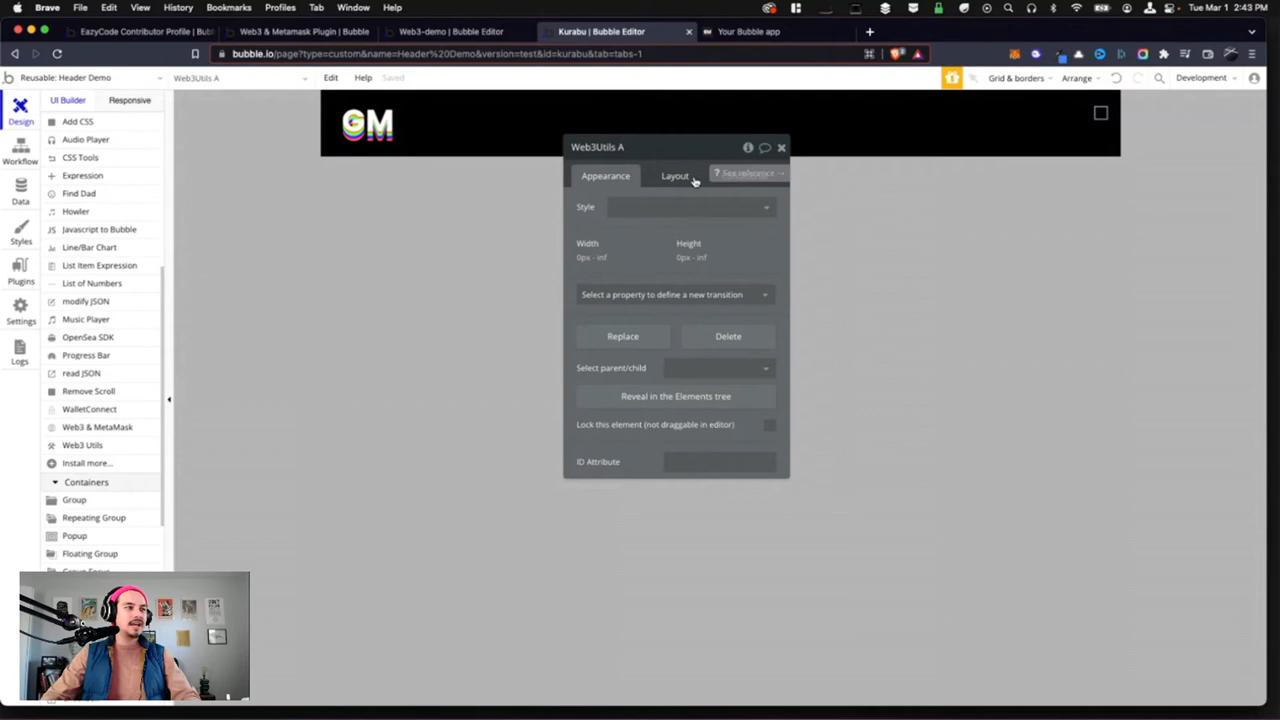 Brave File Edit View History Bookmarks Profiles Tab Window Help
Tue Mar 1 2:43 PM
EazyCode Contributor Profile | Bubb
Web3 & Metamask Plugin | Bubble
Web3-demo | Bubble Editor
Kurabu | Bubble Editor
Your Bubble app
bubble.io/page?type=custom&name=Header%20Demo&version=test&id=kurabu&tab=tabs-1
Reusable: Header Demo
Web3Utils A
Edit
Help
Saved
Grid & borders
Arrange
Development
UI Builder
Responsive
Design
Workflow
Data
Styles
Plugins
Settings
Logs
Add CSS
Audio Player
CSS Tools
Expression
Find Dad
Howler
Javascript to Bubble
Line/Bar Chart
List Item Expression
List of Numbers
modify JSON
Music Player
OpenSea SDK
Progress Bar
read JSON
Remove Scroll
WalletConnect
Web3 & MetaMask
Web3 Utils
Install more...
Containers
Group
Repeating Group
Popup
Floating Group
GM
Web3Utils A
Appearance
Layout
? See reference →
Style
Width
Height
0px - inf
0px - inf
Select a property to define a new transition
Replace
Delete
Select parent/child
Reveal in the Elements tree
Lock this element (not draggable in editor)
ID Attribute